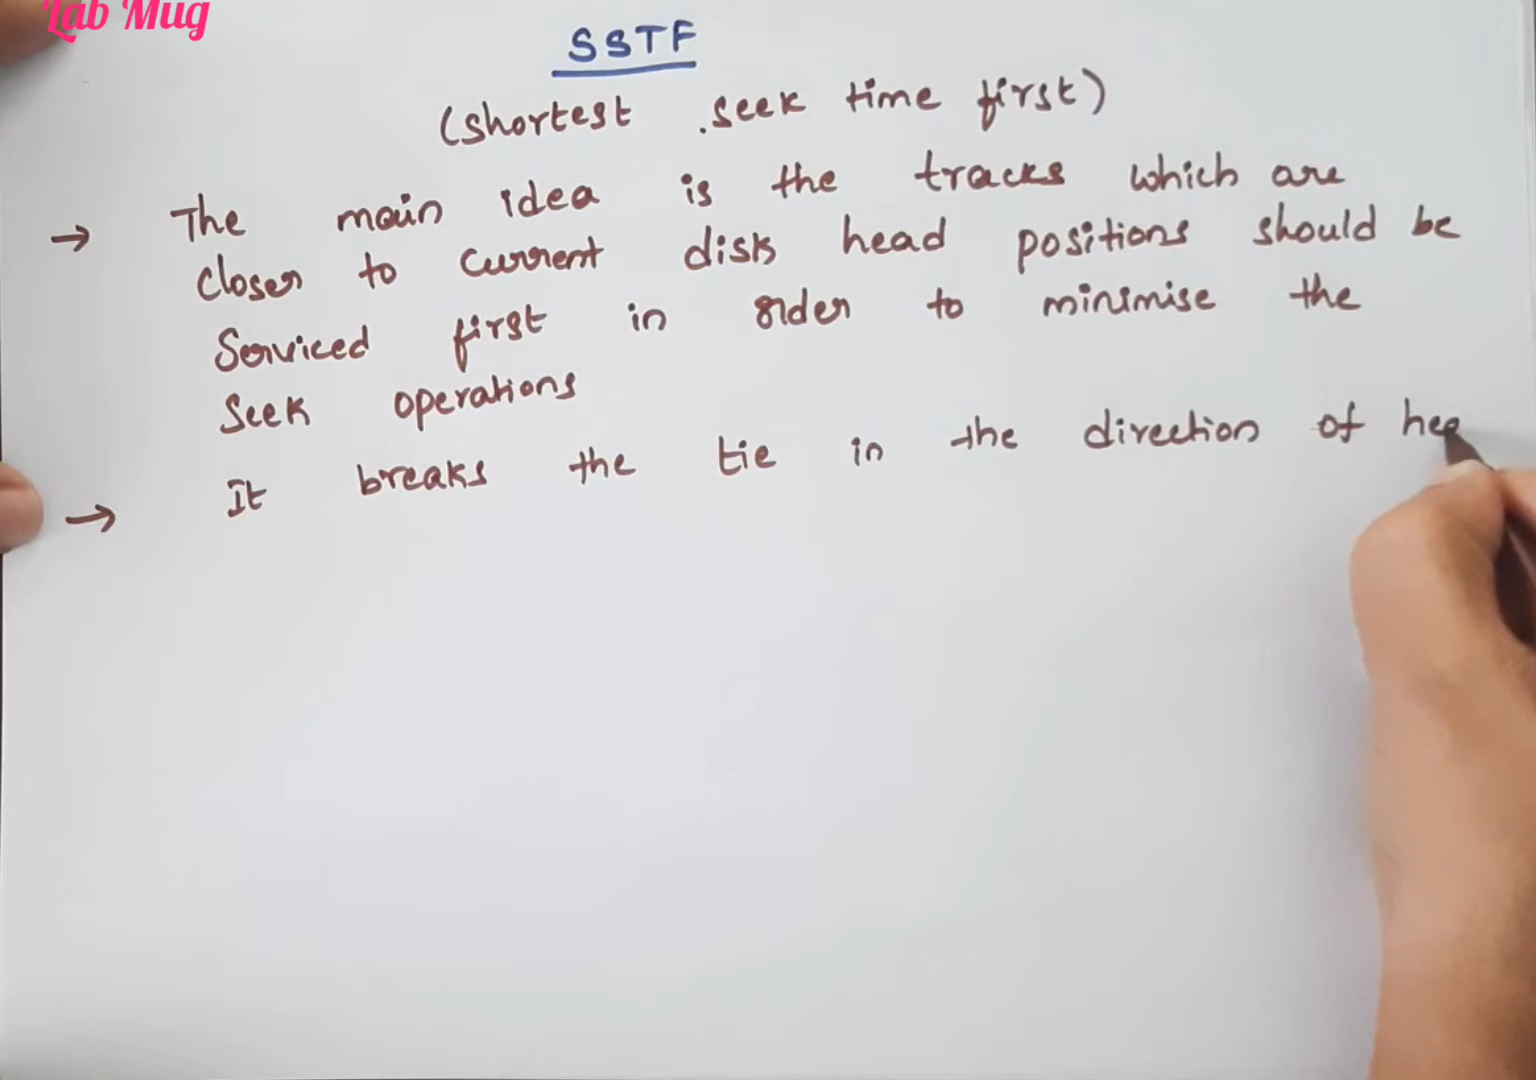 Lab Mug
SSTF
(shortest .seek time first)
→ The main idea is the tracks which are
closer to current disk head positions should be
Serviced first in order to minimise the
Seek operations
→ It breaks the tie in the direction of hea